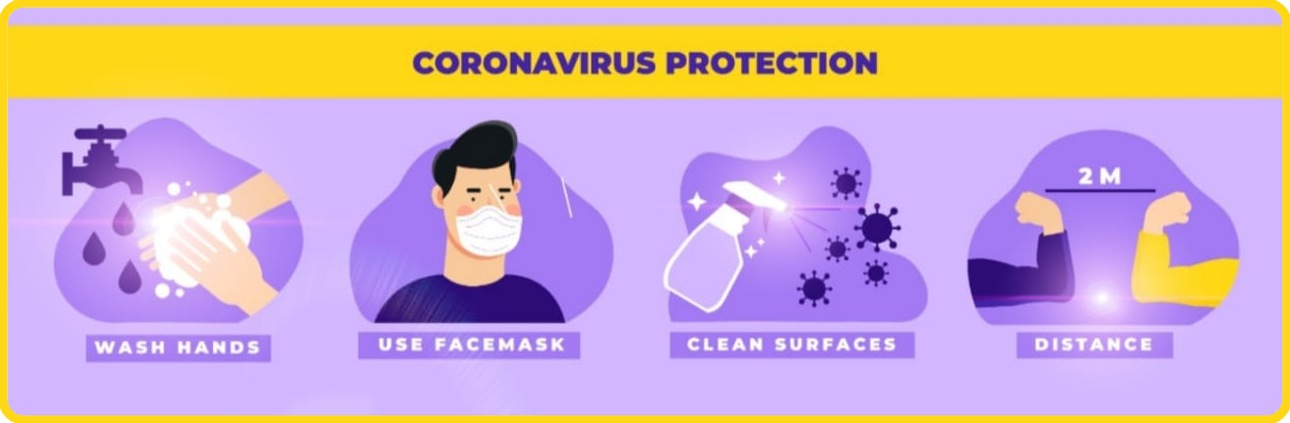 CORONAVIRUS PROTECTION
2 M
WASH HANDS
USE FACEMASK
CLEAN SURFACES
DISTANCE